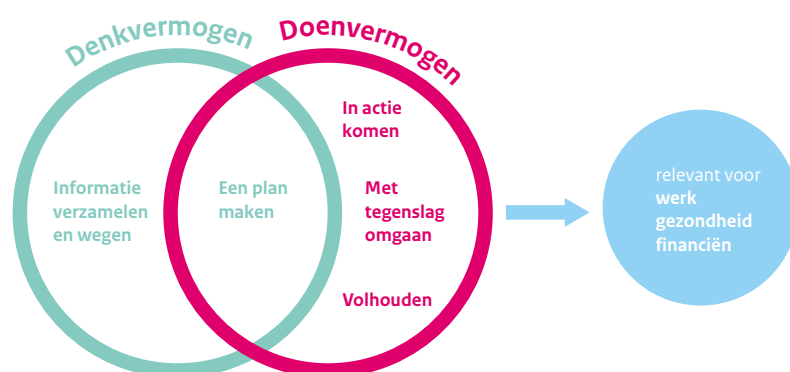 Denkvermogen
Doenvermogen
Informatie
verzamelen
en wegen
Een plan
maken
In actie
komen
Met
tegenslag
omgaan
Volhouden
relevant voor
werk
gezondheid
financiën